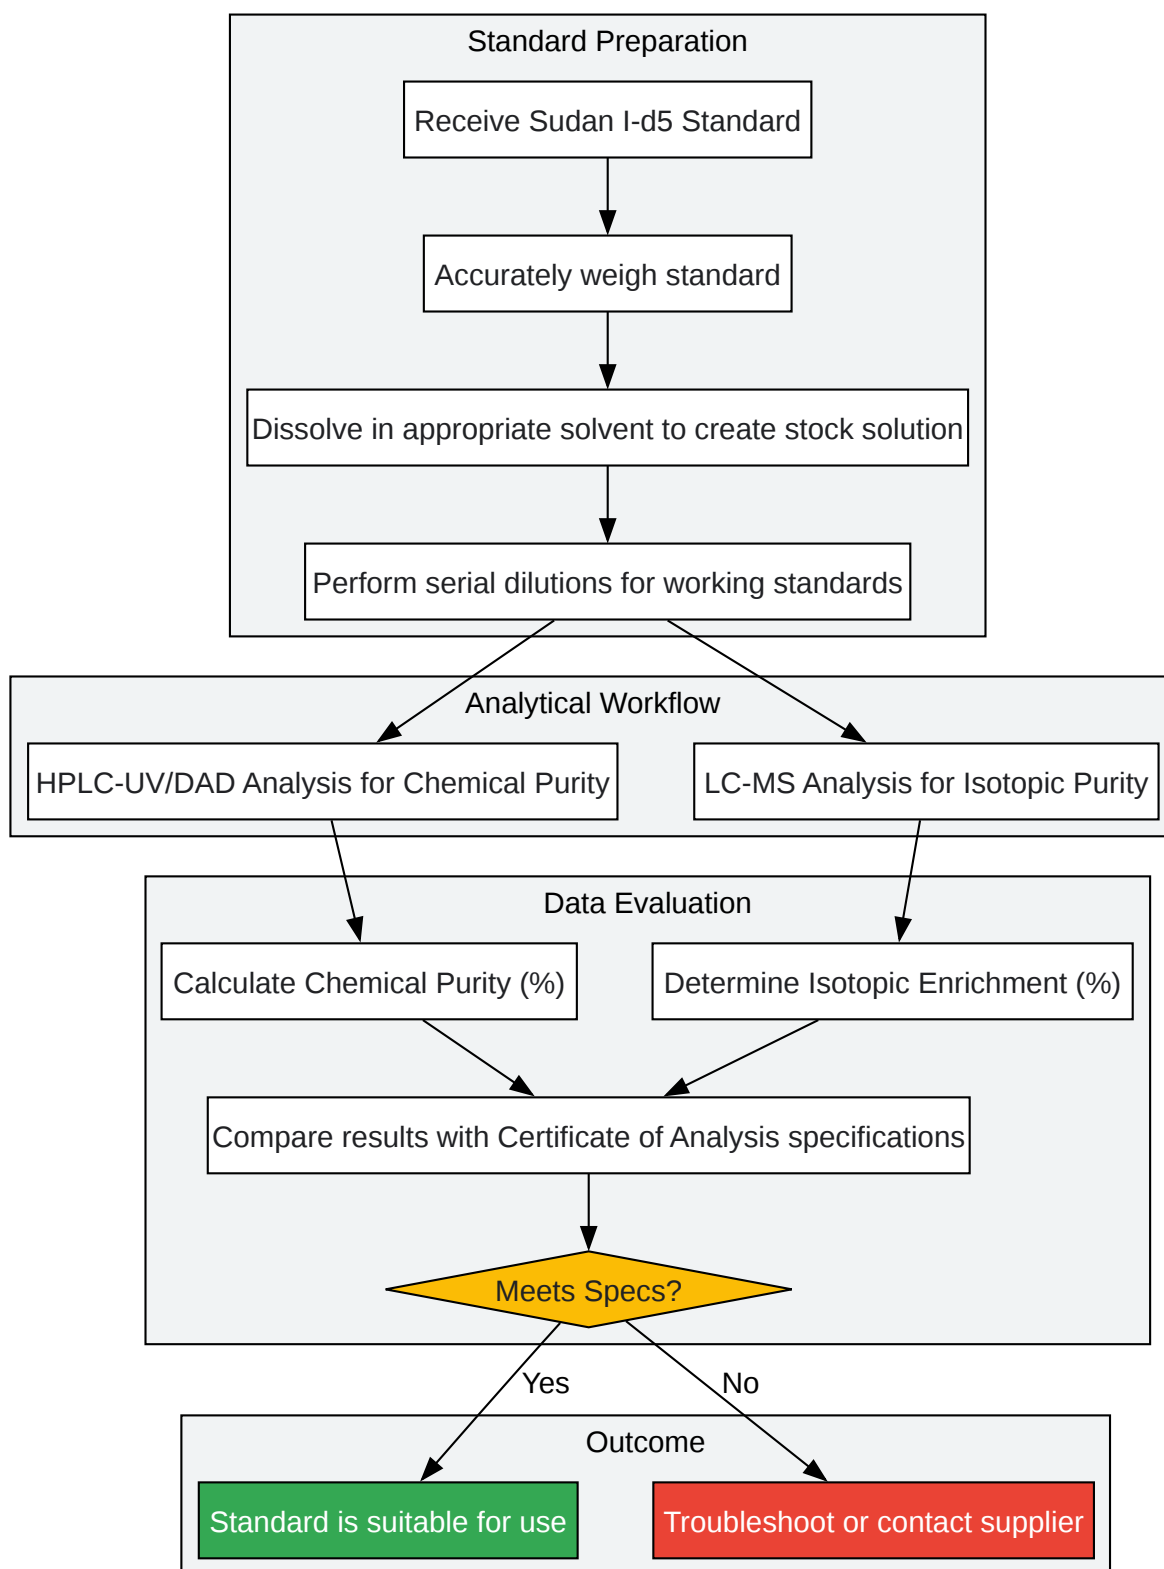 Standard Preparation
Receive Sudan I-d5 Standard
Accurately weigh standard
Dissolve in appropriate solvent to create stock solution
Perform serial dilutions for working standards
Analytical Workflow
HPLC-UV/DAD Analysis for Chemical Purity
LC-MS Analysis for Isotopic Purity
Data Evaluation
Calculate Chemical Purity (%)
Determine Isotopic Enrichment (%)
Compare results with Certificate of Analysis specifications
Meets Specs?
Yes
No
Outcome
Standard is suitable for use
Troubleshoot or contact supplier